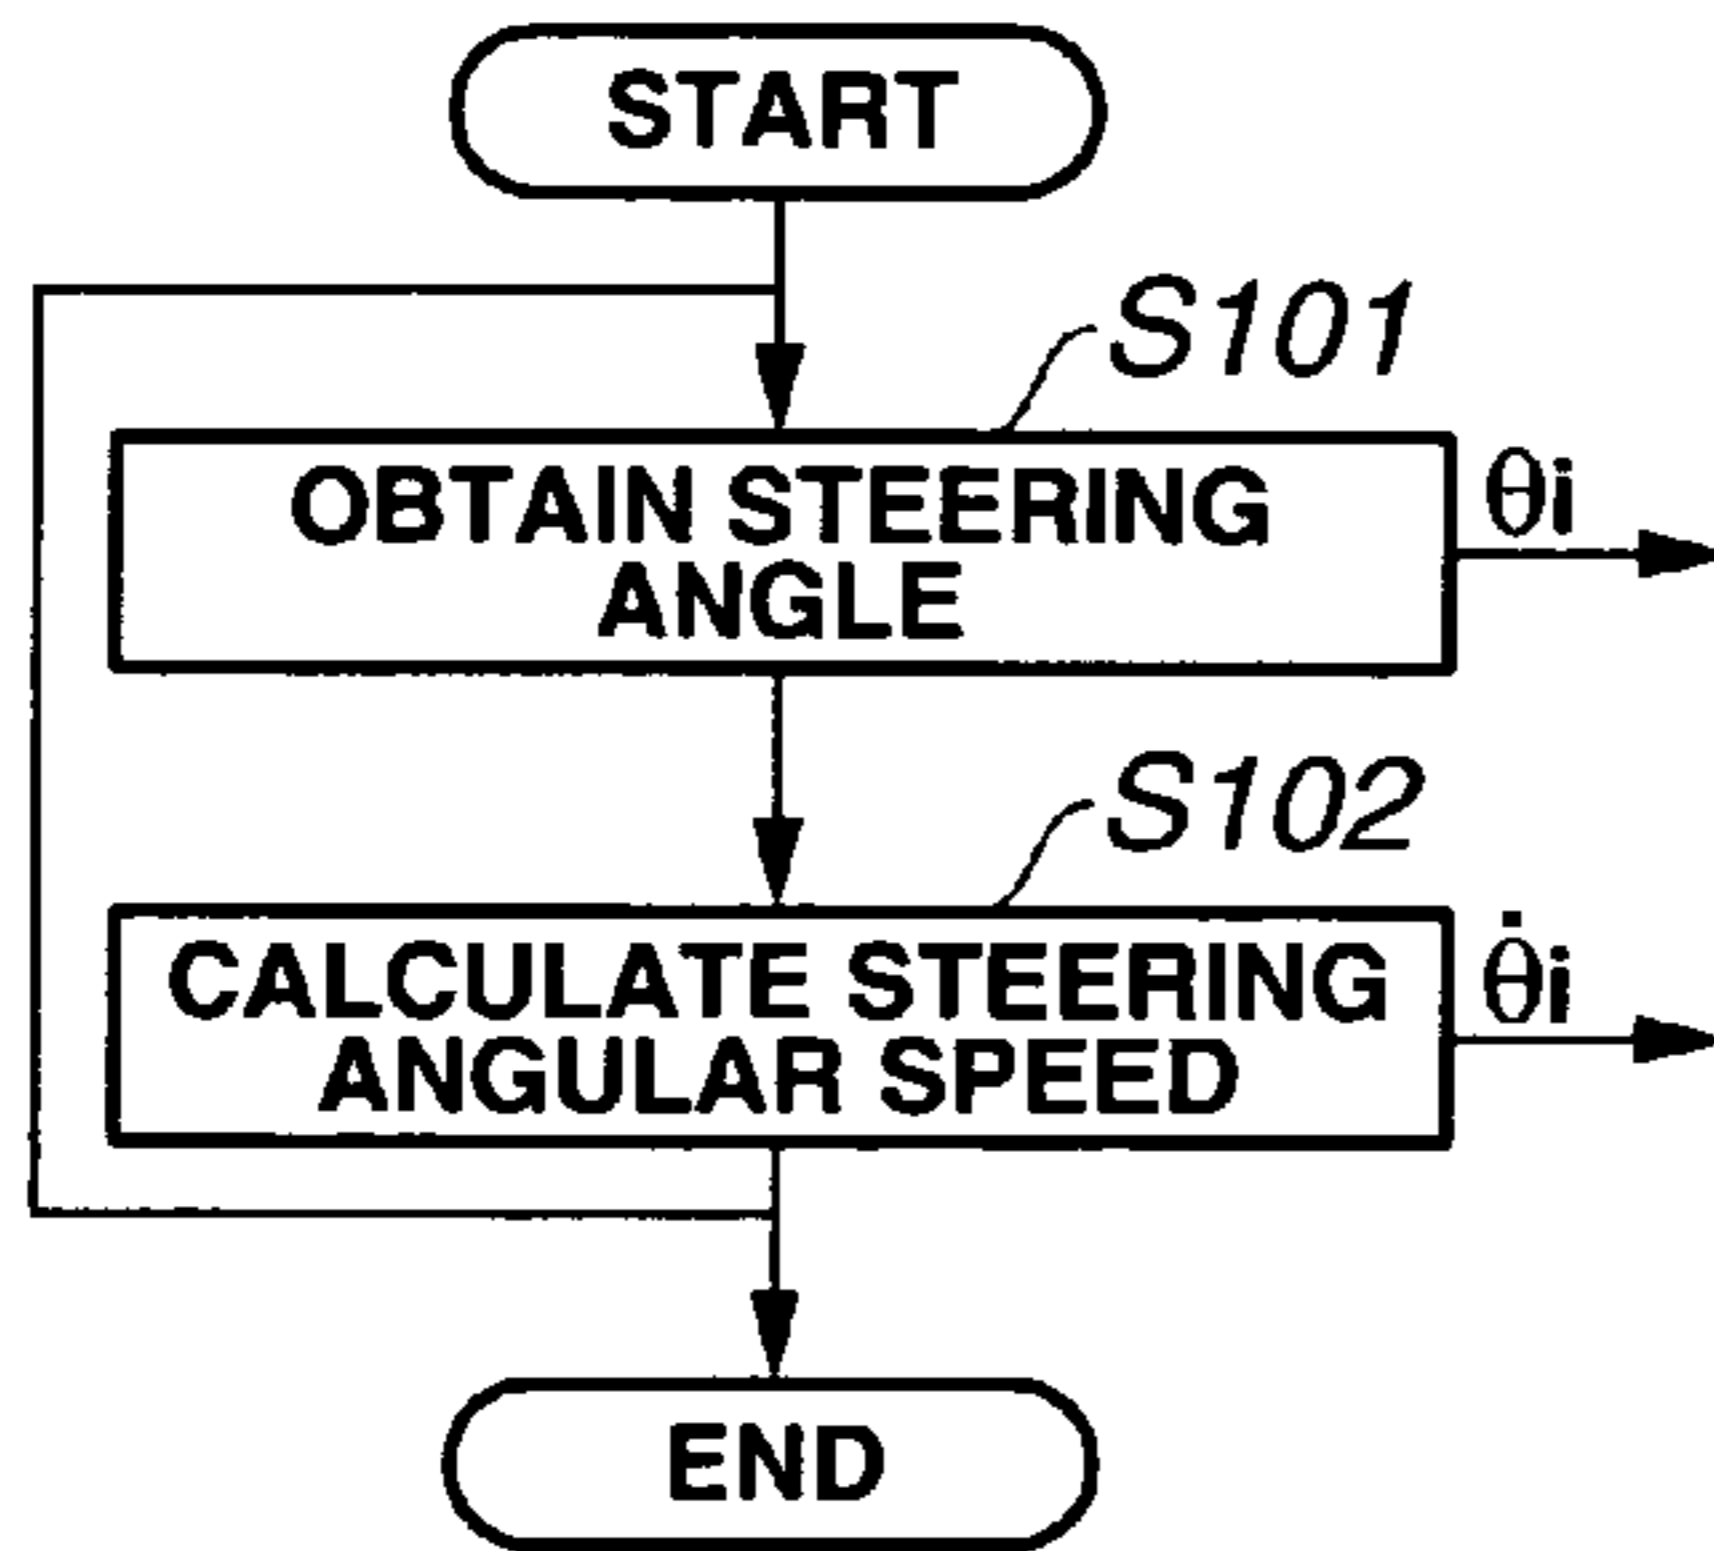 START
S101
OBTAIN STEERING
ANGLE
θi
S102
CALCULATE STEERING
ANGULAR SPEED
θ̇i
END